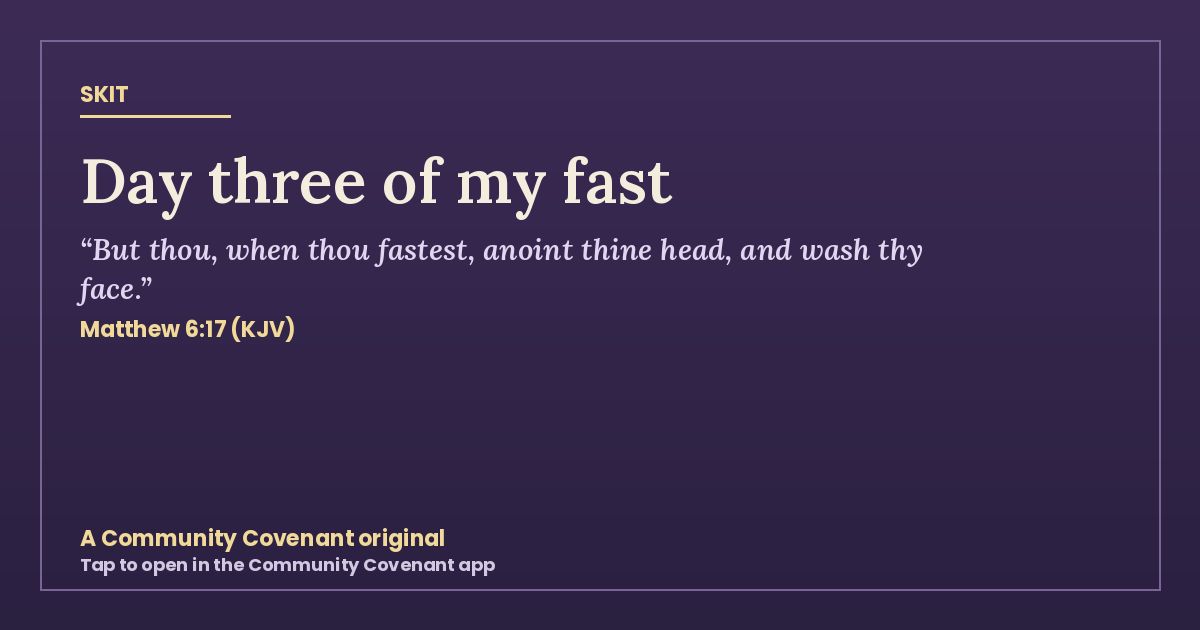 SKIT
Day three of my fast
“But thou, when thou fastest, anoint thine head, and wash thy
face.”
Matthew 6:17 (KJV)
A Community Covenant original
Tap to open in the Community Covenant app